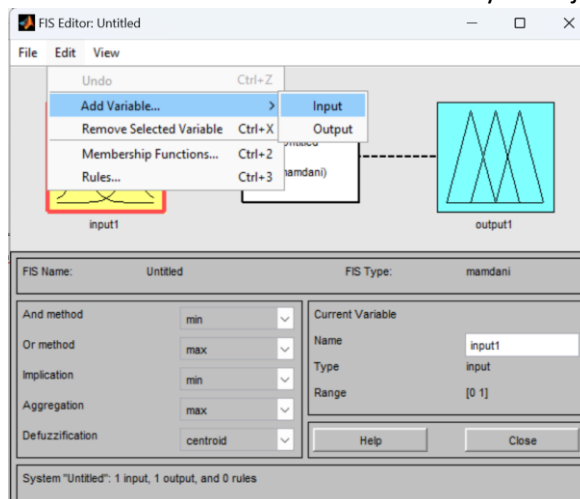 FIS Editor: Untitled
File Edit View
Undo Ctrl+Z
Add Variable... > Input
Remove Selected Variable Ctrl+X Output
Membership Functions... Ctrl+2
Rules... Ctrl+3
input1 output1
FIS Name: Untitled FIS Type: mamdani
And method min
Or method max
Implication min
Aggregation max
Defuzzification centroid
Current Variable
Name input1
Type input
Range [0 1]
Help Close
System "Untitled": 1 input, 1 output, and 0 rules